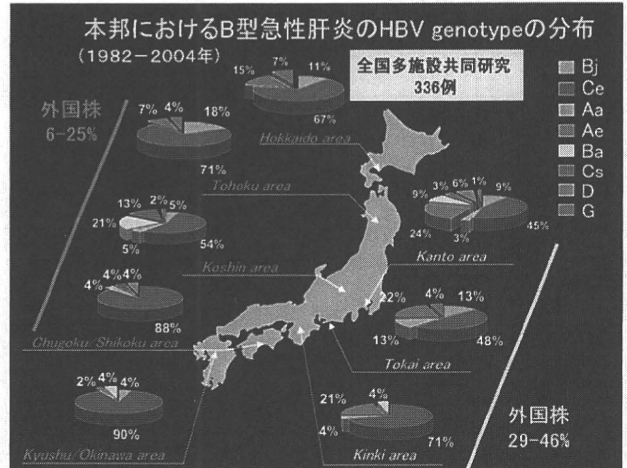 本邦におけるB型急性肝炎のHBV genotypeの分布
(1982－2004年)
全国多施設共同研究
336例
Bj
Ce
Aa
Ae
Ba
Cs
D
G
外国株
6-25%
15%
7%
11%
67%
Hokkaido area
7%
4%
18%
71%
Tohoku area
13%
2%
5%
21%
5%
54%
Koshin area
9%
3%
6%
1%
9%
24%
3%
45%
Kanto area
4%
4%
4%
88%
Chugoku/Shikoku area
22%
4%
13%
13%
48%
Tokai area
2%
4%
4%
90%
Kyushu/Okinawa area
21%
4%
4%
71%
Kinki area
外国株
29-46%